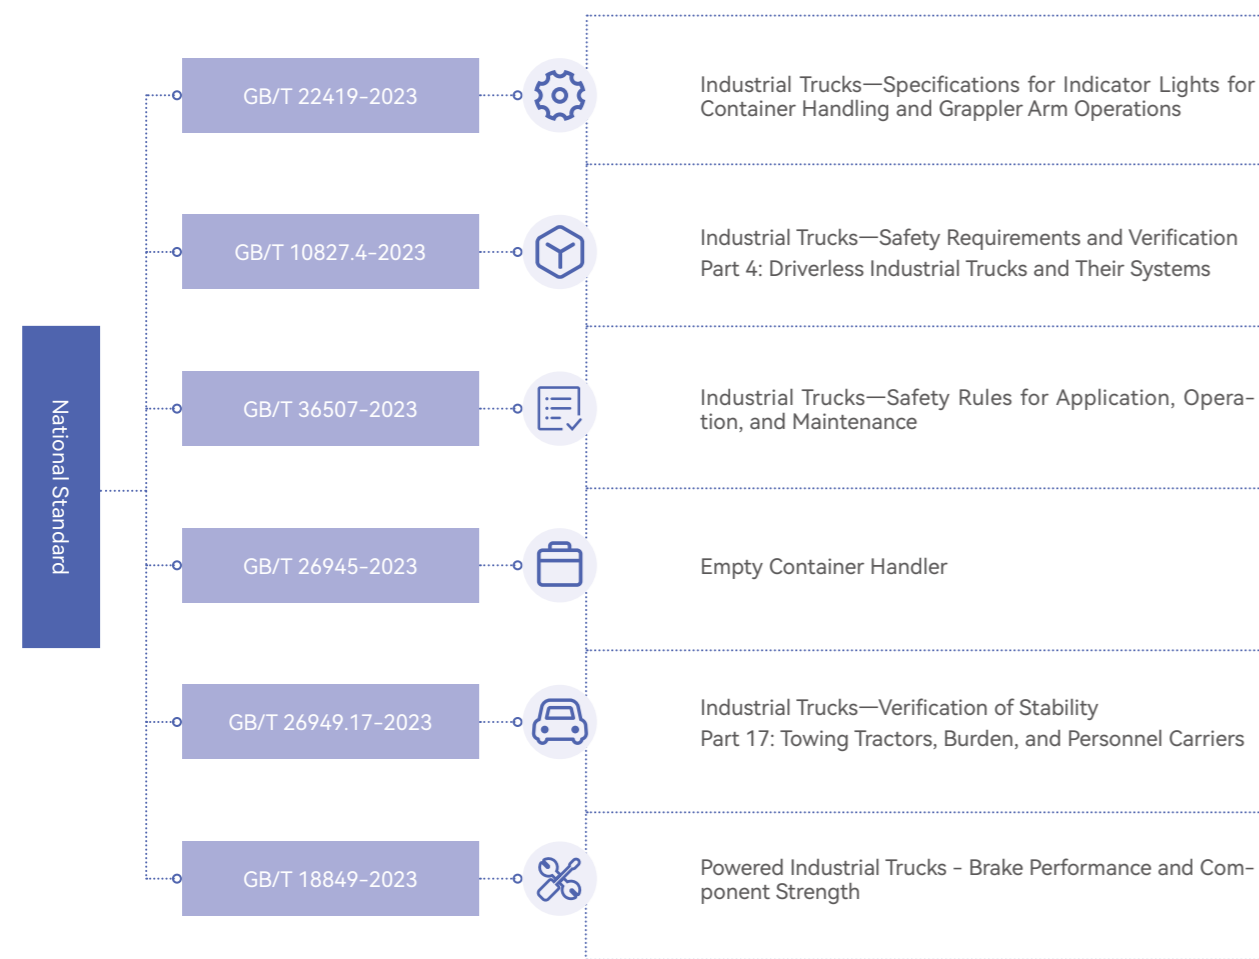 National Standard
GB/T 22419-2023
Industrial Trucks—Specifications for Indicator Lights for
Container Handling and Grappler Arm Operations
GB/T 10827.4-2023
Industrial Trucks—Safety Requirements and Verification
Part 4: Driverless Industrial Trucks and Their Systems
GB/T 36507-2023
Industrial Trucks—Safety Rules for Application, Opera-
tion, and Maintenance
GB/T 26945-2023
Empty Container Handler
GB/T 26949.17-2023
Industrial Trucks—Verification of Stability
Part 17: Towing Tractors, Burden, and Personnel Carriers
GB/T 18849-2023
Powered Industrial Trucks - Brake Performance and Com-
ponent Strength